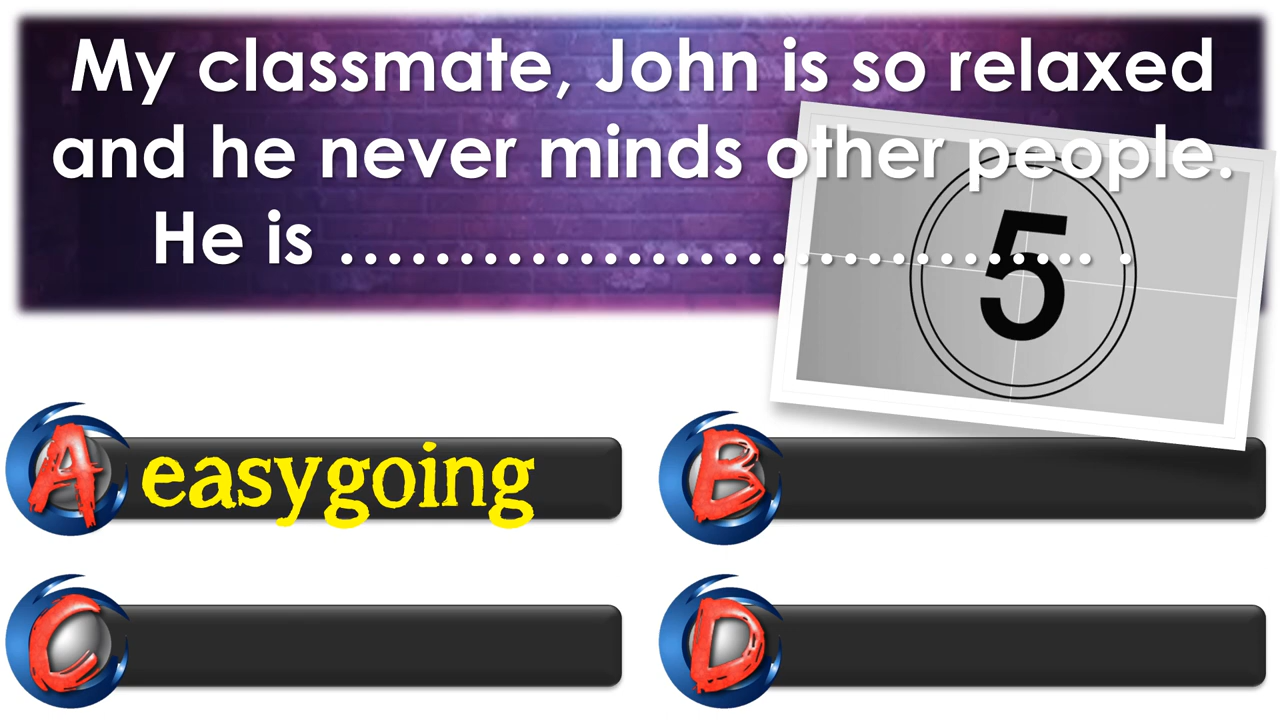 My classmate, John is so relaxed
and he never minds other people.
He is ………………………….. .
5
A easygoing
B
C
D